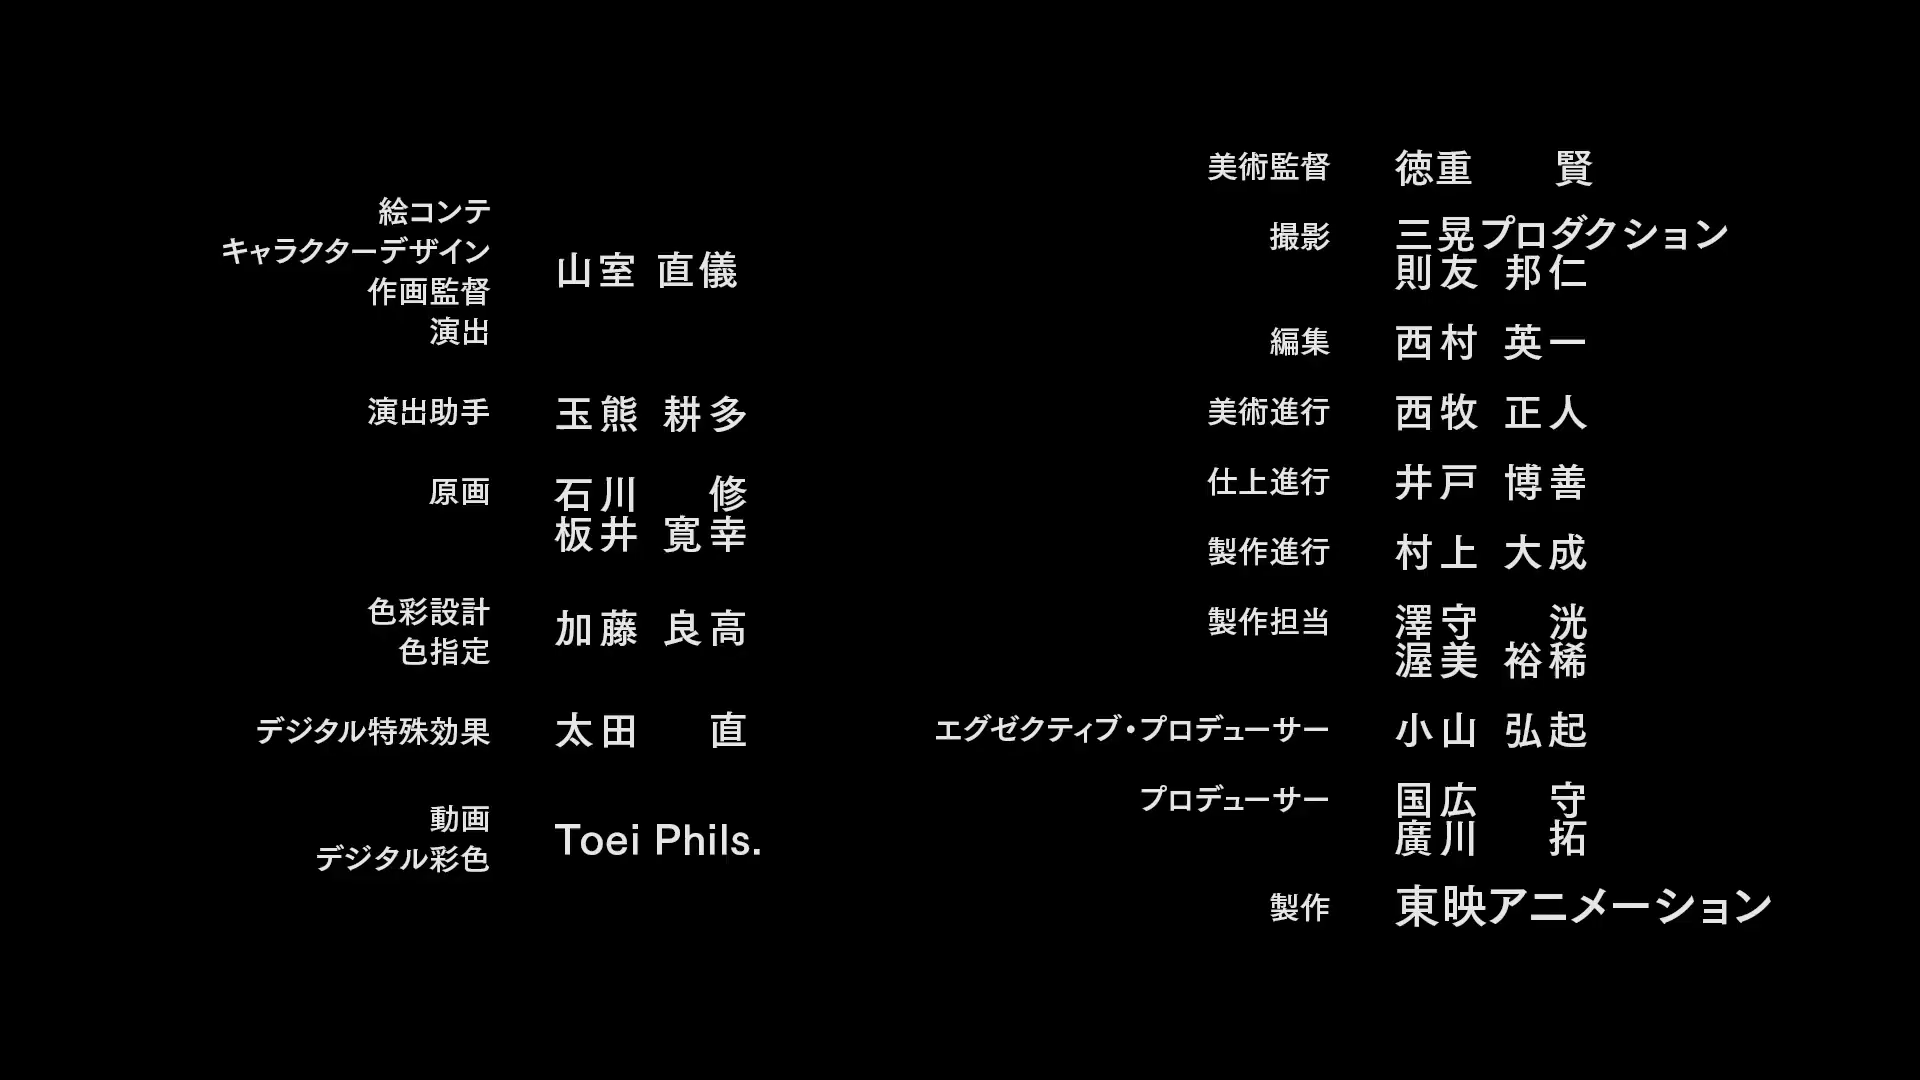 絵コンテ
キャラクターデザイン
作画監督
演出
山室 直儀
演出助手 玉熊 耕多
原画 石川 修
板井 寛幸
色彩設計
色指定
加藤 良高
デジタル特殊効果 太田 直
動画
デジタル彩色
Toei Phils.
美術監督 徳重 賢
撮影 三晃プロダクション
則友 邦仁
編集 西村 英一
美術進行 西牧 正人
仕上進行 井戸 博善
製作進行 村上 大成
製作担当 澤守 洸
渥美 裕稀
エグゼクティブ・プロデューサー 小山 弘起
プロデューサー 国広 守
廣川 拓
製作 東映アニメーション